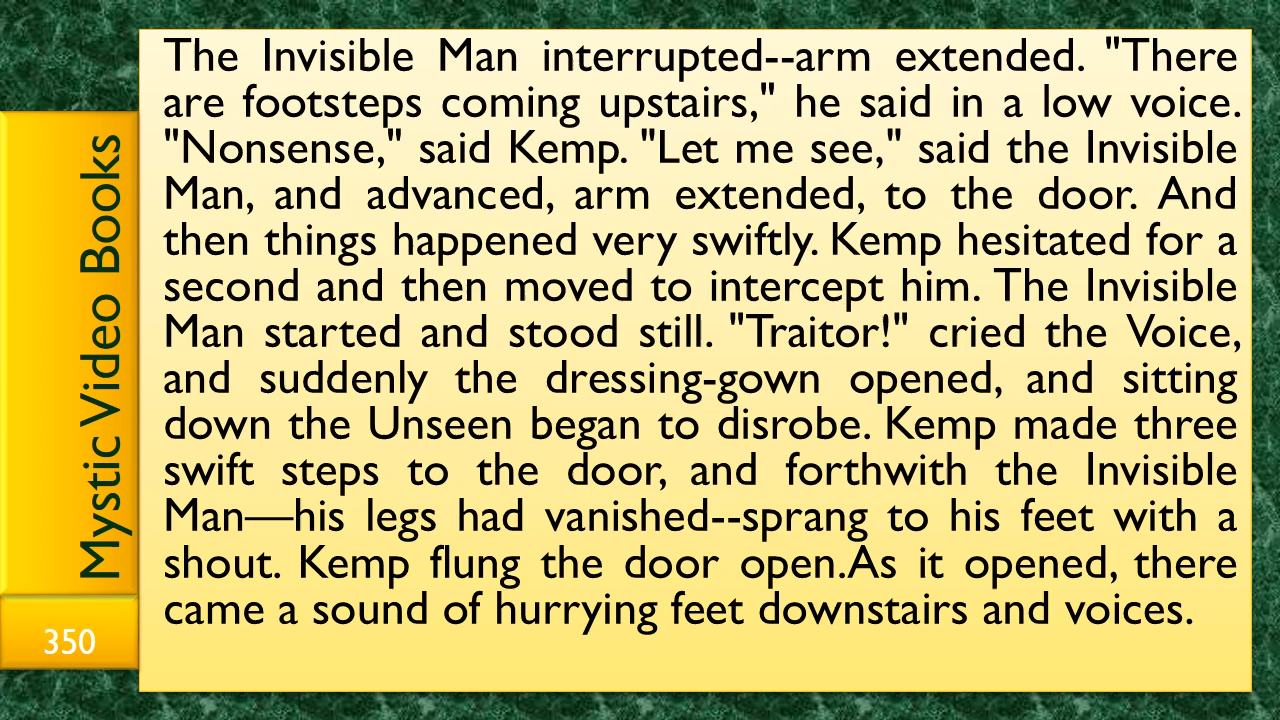 The Invisible Man interrupted--arm extended. "There
are footsteps coming upstairs," he said in a low voice.
"Nonsense," said Kemp. "Let me see," said the Invisible
Man, and advanced, arm extended, to the door. And
then things happened very swiftly. Kemp hesitated for a
second and then moved to intercept him. The Invisible
Man started and stood still. "Traitor!" cried the Voice,
and suddenly the dressing-gown opened, and sitting
down the Unseen began to disrobe. Kemp made three
swift steps to the door, and forthwith the Invisible
Man—his legs had vanished--sprang to his feet with a
shout. Kemp flung the door open.As it opened, there
came a sound of hurrying feet downstairs and voices.
Mystic Video Books
350